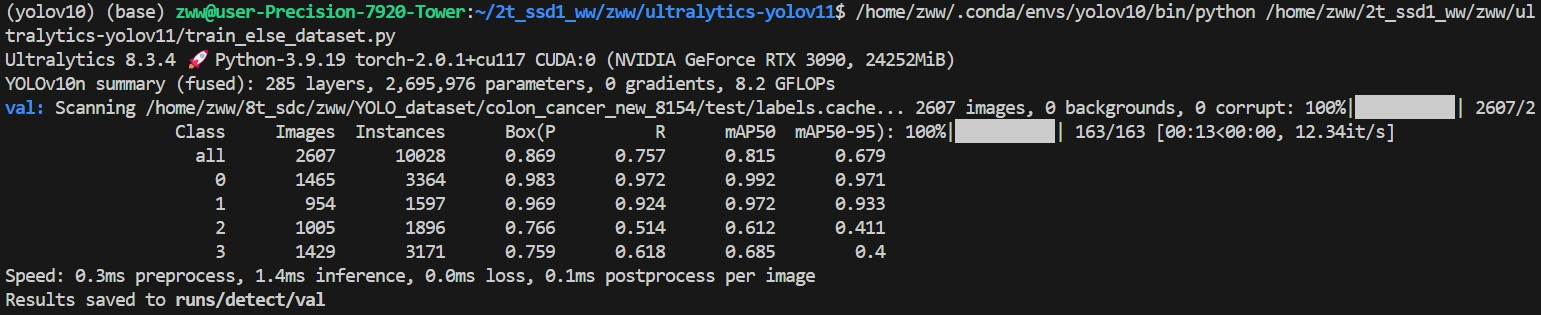 (yolov10) (base) zww@user-Precision-7920-Tower:~/2t_ssd1_ww/zww/ultralytics-yolov11$ /home/zww/.conda/envs/yolov10/bin/python /home/zww/2t_ssd1_ww/zww/ul
tralytics-yolov11/train_else_dataset.py
Ultralytics 8.3.4 🚀 Python-3.9.19 torch-2.0.1+cu117 CUDA:0 (NVIDIA GeForce RTX 3090, 24252MiB)
YOLOv10n summary (fused): 285 layers, 2,695,976 parameters, 0 gradients, 8.2 GFLOPs
val: Scanning /home/zww/8t_sdc/zww/YOLO_dataset/colon_cancer_new_8154/test/labels.cache... 2607 images, 0 backgrounds, 0 corrupt: 100%|██████████| 2607/2
Class Images Instances Box(P R mAP50 mAP50-95): 100%|██████████| 163/163 [00:13<00:00, 12.34it/s]
all 2607 10028 0.869 0.757 0.815 0.679
0 1465 3364 0.983 0.972 0.992 0.971
1 954 1597 0.969 0.924 0.972 0.933
2 1005 1896 0.766 0.514 0.612 0.411
3 1429 3171 0.759 0.618 0.685 0.4
Speed: 0.3ms preprocess, 1.4ms inference, 0.0ms loss, 0.1ms postprocess per image
Results saved to runs/detect/val